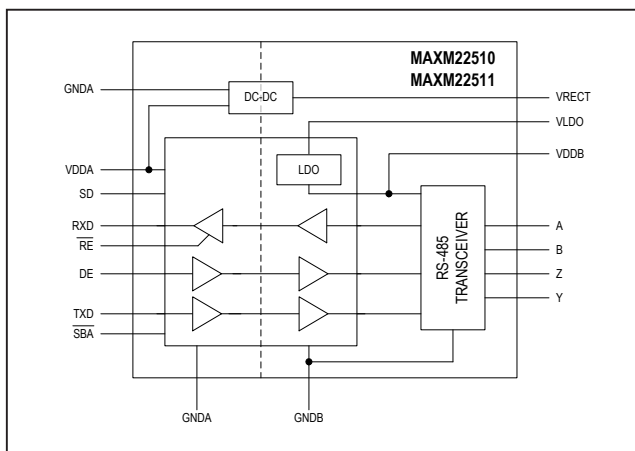 MAXM22510
MAXM22511
GNDA
DC-DC
VRECT
VLDO
VDDB
LDO
VDDA
SD
RXD
RE
DE
TXD
SBA
RS-485
TRANSCEIVER
A
B
Z
Y
GNDA
GNDB